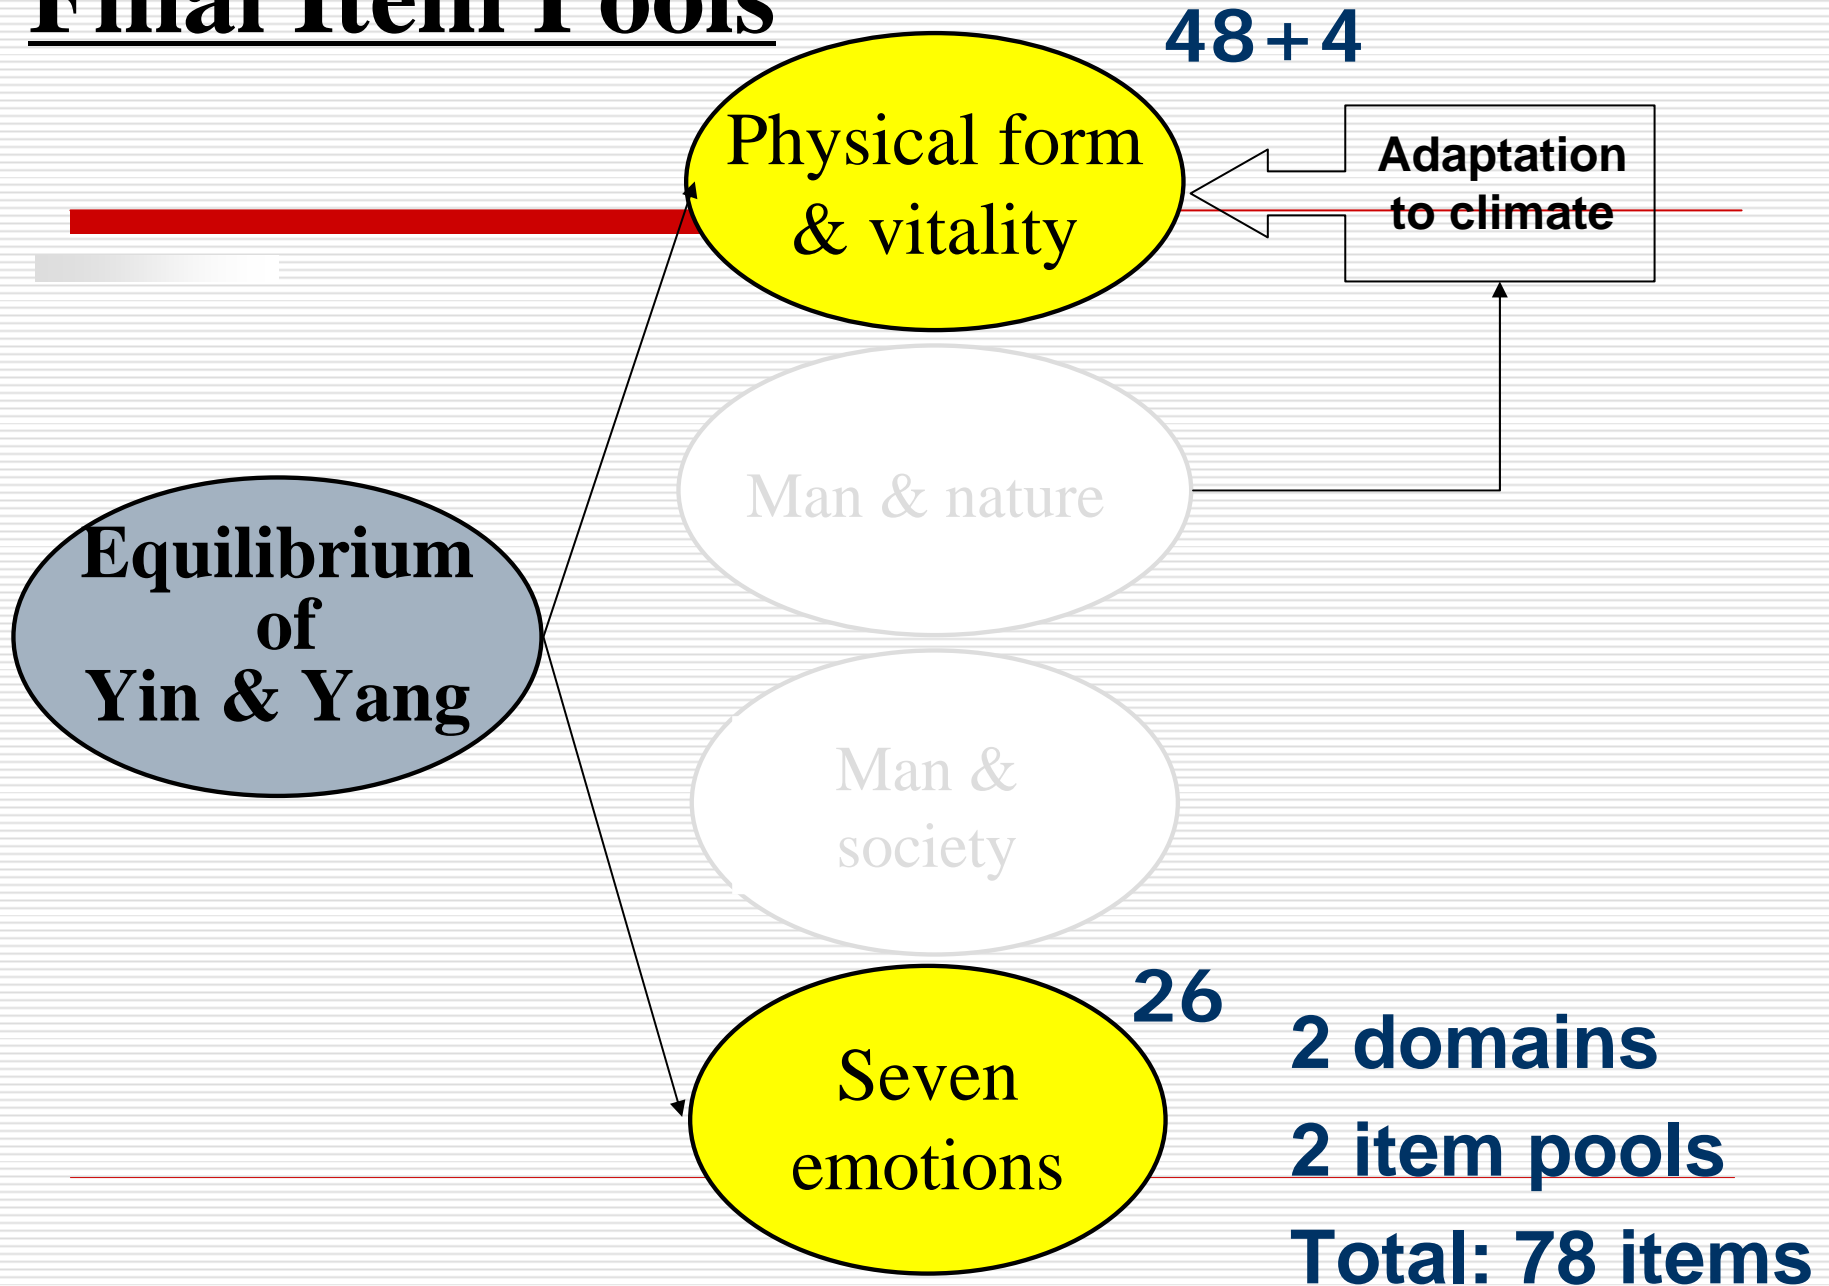 Final Item Pools
48+4
Physical form
& vitality
Adaptation
to climate
Man & nature
Equilibrium
of
Yin & Yang
Man &
society
26
Seven
emotions
2 domains
2 item pools
Total: 78 items